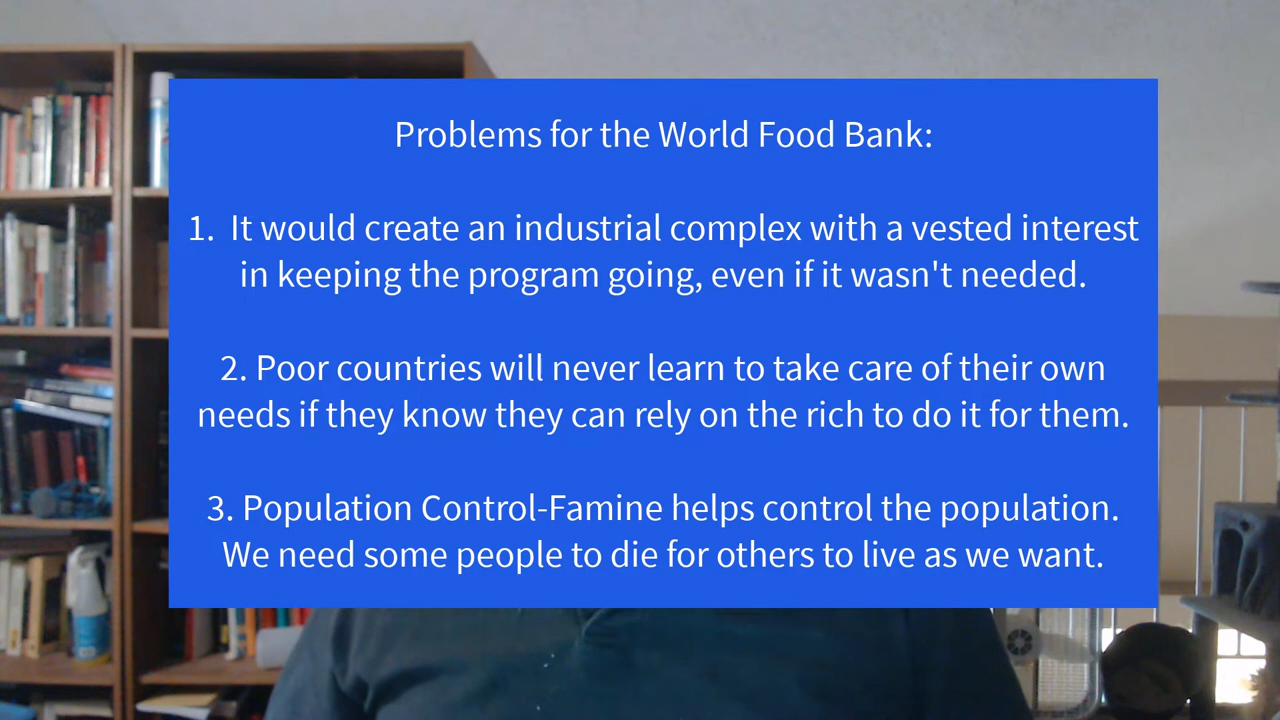 Problems for the World Food Bank:
1. It would create an industrial complex with a vested interest
in keeping the program going, even if it wasn't needed.
2. Poor countries will never learn to take care of their own
needs if they know they can rely on the rich to do it for them.
3. Population Control-Famine helps control the population.
We need some people to die for others to live as we want.